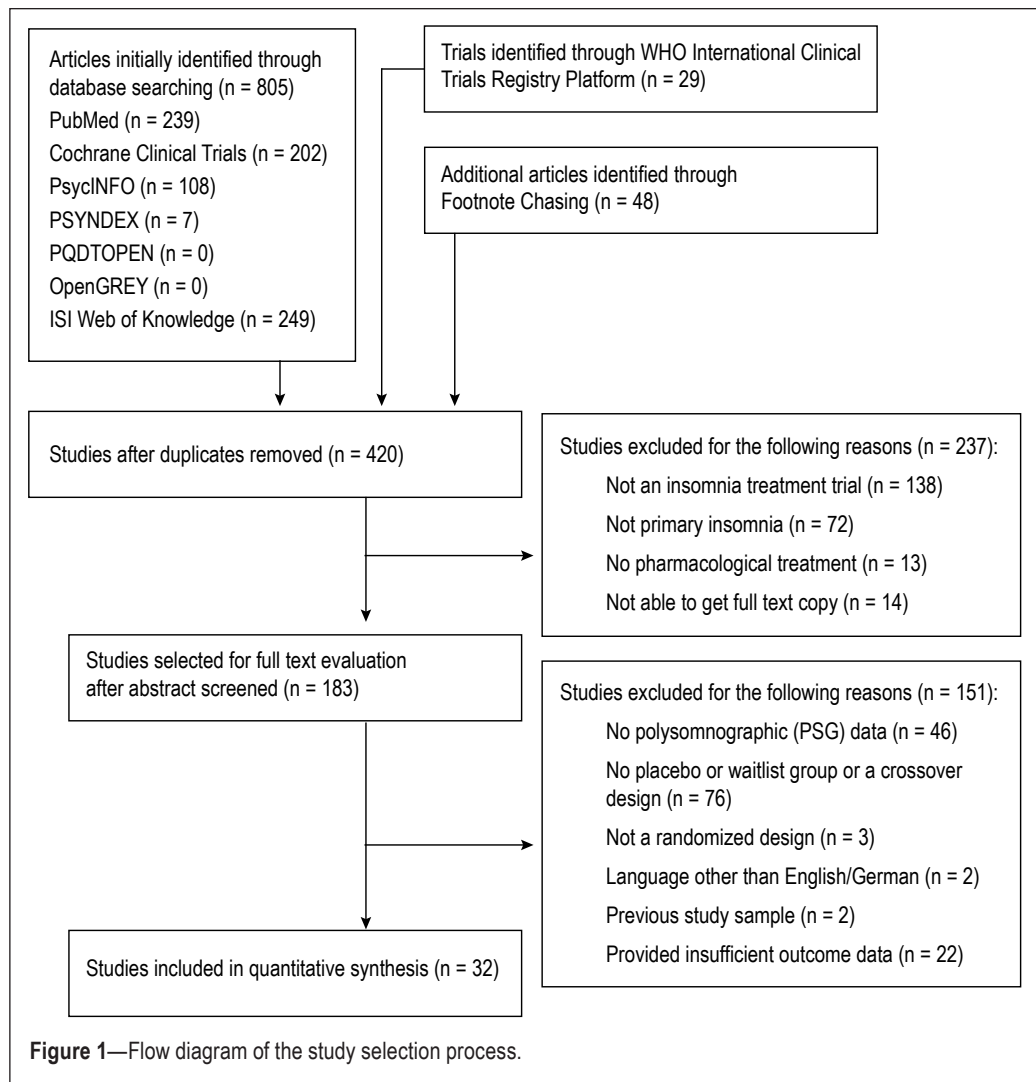 Articles initially identified through
database searching (n = 805)
PubMed (n = 239)
Cochrane Clinical Trials (n = 202)
PsycINFO (n = 108)
PSYNDEX (n = 7)
PQDTOPEN (n = 0)
OpenGREY (n = 0)
ISI Web of Knowledge (n = 249)
Trials identified through WHO International Clinical
Trials Registry Platform (n = 29)
Additional articles identified through
Footnote Chasing (n = 48)
Studies after duplicates removed (n = 420)
Studies excluded for the following reasons (n = 237):
Not an insomnia treatment trial (n = 138)
Not primary insomnia (n = 72)
No pharmacological treatment (n = 13)
Not able to get full text copy (n = 14)
Studies selected for full text evaluation
after abstract screened (n = 183)
Studies excluded for the following reasons (n = 151):
No polysomnographic (PSG) data (n = 46)
No placebo or waitlist group or a crossover
design (n = 76)
Not a randomized design (n = 3)
Language other than English/German (n = 2)
Previous study sample (n = 2)
Provided insufficient outcome data (n = 22)
Studies included in quantitative synthesis (n = 32)
Figure 1—Flow diagram of the study selection process.